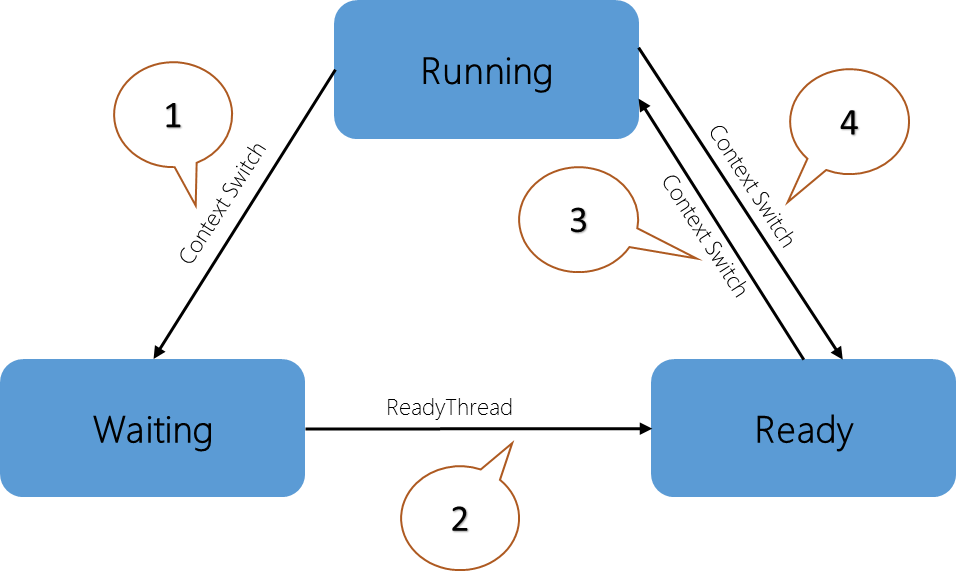 Running
1
Context Switch
4
Context Switch
3
Context Switch
Waiting
ReadyThread
Ready
2